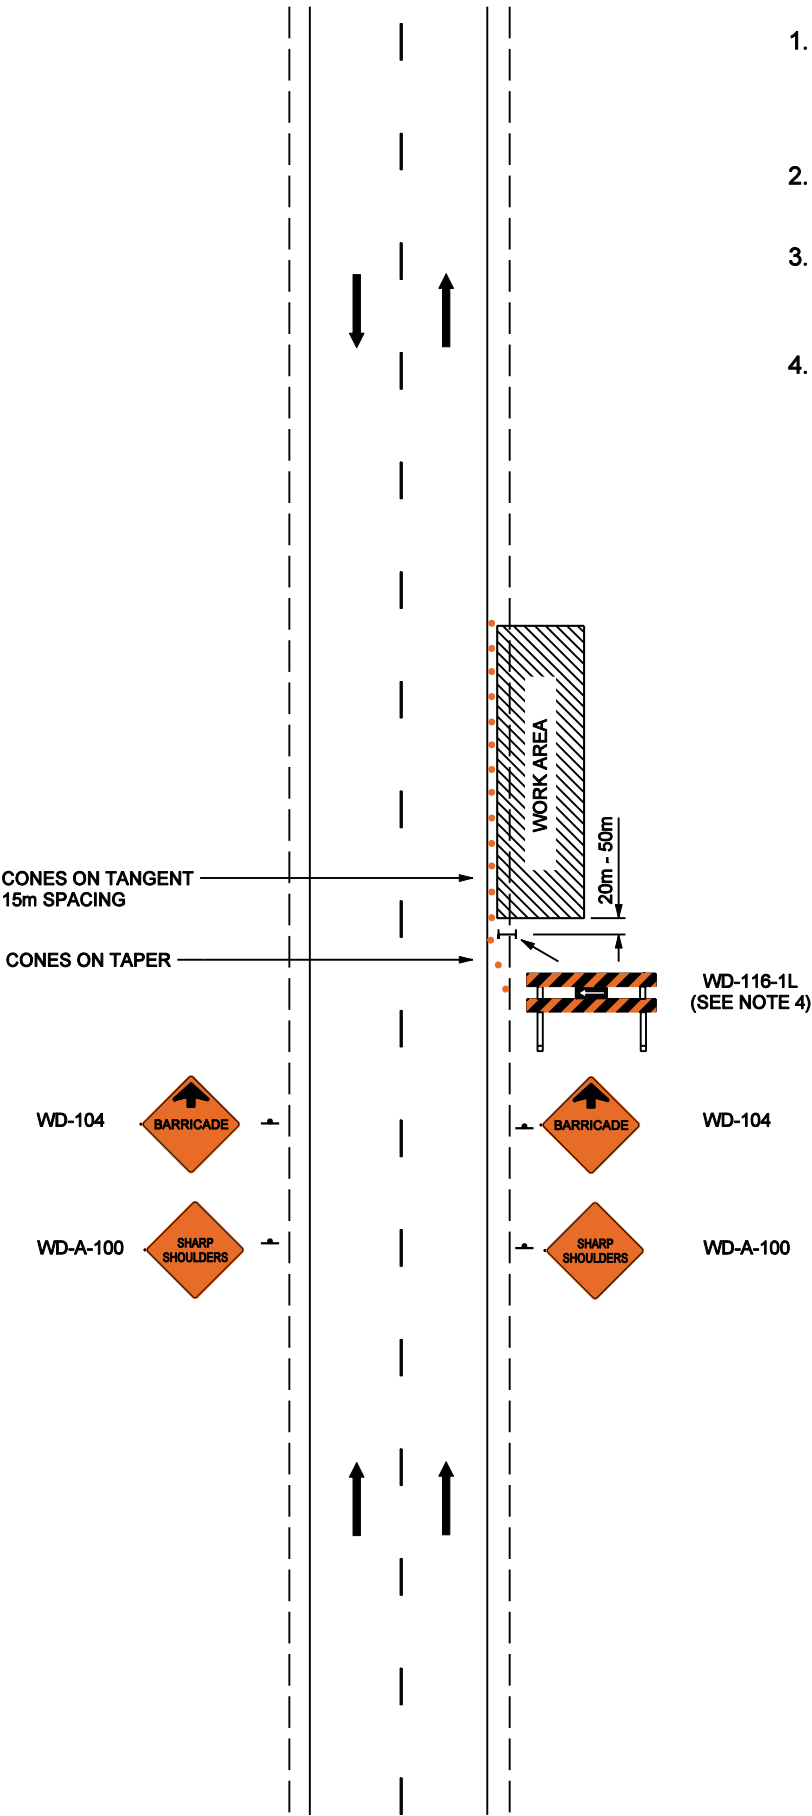 1.
2.
3.
4.
WORK AREA
20m - 50m
CONES ON TANGENT
15m SPACING
CONES ON TAPER
WD-116-1L
(SEE NOTE 4)
WD-104
BARRICADE
BARRICADE
WD-104
WD-A-100
SHARP
SHOULDERS
SHARP
SHOULDERS
WD-A-100